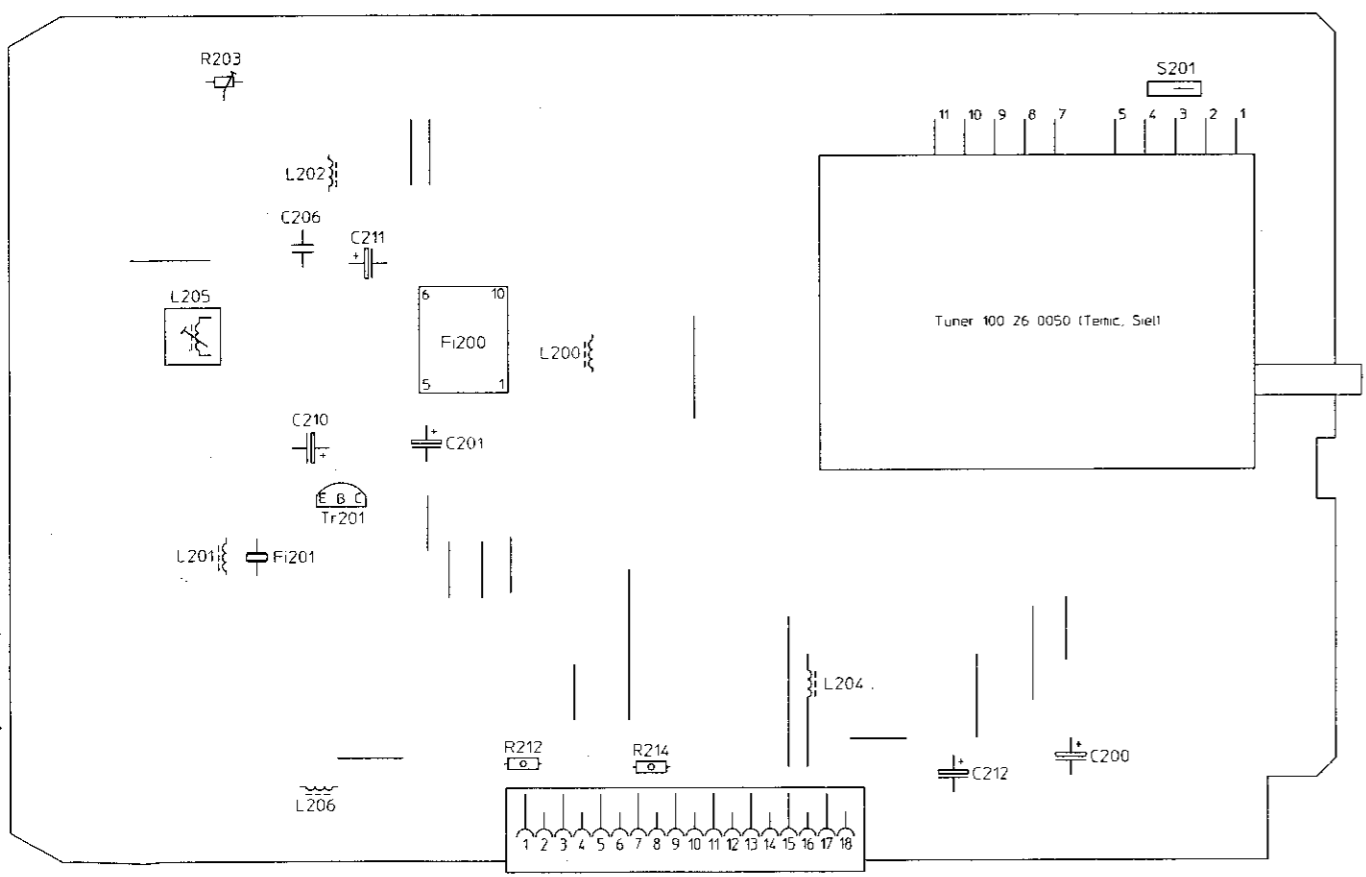 R203
S201
11 10 9 8 7 5 4 3 2 1
L202
C206
C211
+
L205
6 10
Tuner 100 26 0050 (Temic, Siel)
Fi200
L200
5 1
C210
+
+
C201
E B C
Tr201
L201
Fi201
L204
R212
R214
+
C200
+
C212
L206
1 2 3 4 5 6 7 8 9 10 11 12 13 14 15 16 17 18